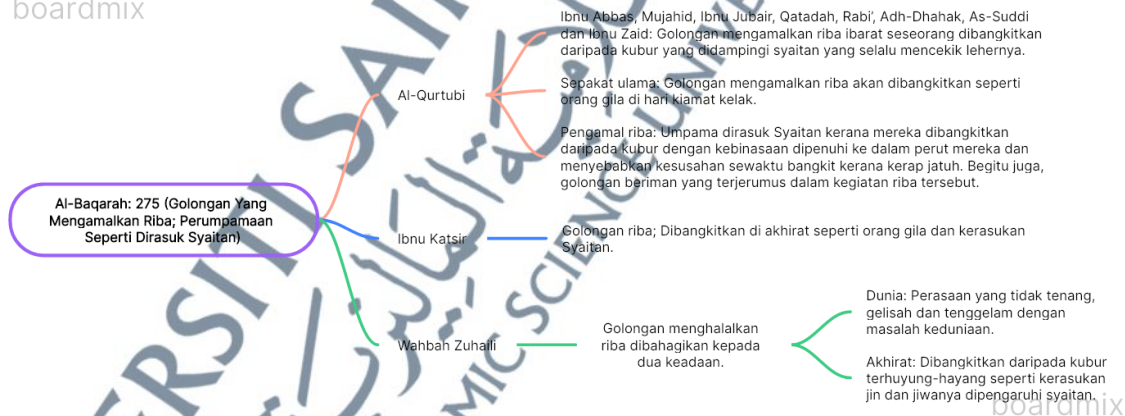 boardmix
Al-Baqarah: 275 (Golongan Yang
Mengamalkan Riba; Perumpamaan
Seperti Dirasuk Syaitan)
Al-Qurtubi
Ibnu Abbas, Mujahid, Ibnu Jubair, Qatadah, Rabi’, Adh-Dhahak, As-Suddi
dan Ibnu Zaid: Golongan mengamalkan riba ibarat seseorang dibangkitkan
daripada kubur yang didampingi syaitan yang selalu mencekik lehernya.
Sepakat ulama: Golongan mengamalkan riba akan dibangkitkan seperti
orang gila di hari kiamat kelak.
Pengamal riba: Umpama dirasuk Syaitan kerana mereka dibangkitkan
daripada kubur dengan kebinasaan dipenuhi ke dalam perut mereka dan
menyebabkan kesusahan sewaktu bangkit kerana kerap jatuh. Begitu juga,
golongan beriman yang terjerumus dalam kegiatan riba tersebut.
Ibnu Katsir
Golongan riba; Dibangkitkan di akhirat seperti orang gila dan kerasukan
Syaitan.
Wahbah Zuhaili
Golongan menghalalkan
riba dibahagikan kepada
dua keadaan.
Dunia: Perasaan yang tidak tenang,
gelisah dan tenggelam dengan
masalah keduniaan.
Akhirat: Dibangkitkan daripada kubur
terhuyung-hayang seperti kerasukan
jin dan jiwanya dipengaruhi syaitan.
boardmix
ERSITI SAI
MIC SCIENCE UNIVE